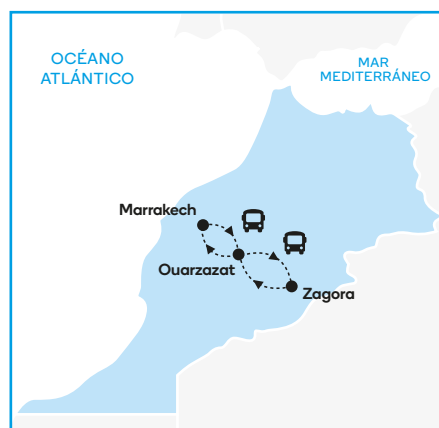 OCÉANO
ATLÁNTICO
MAR
MEDITERRÁNEO
Marrakech
Ouarzazat
Zagora